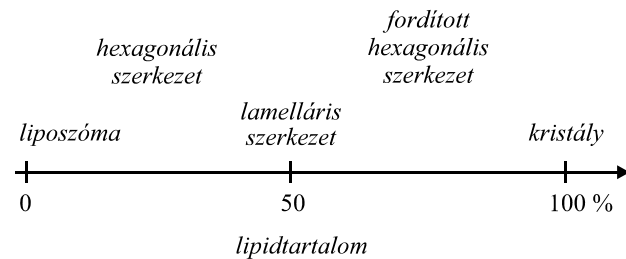 fordított
hexagonális
szerkezet
hexagonális
szerkezet
lamelláris
szerkezet
liposzóma
kristály
0
50
100 %
lipidtartalom